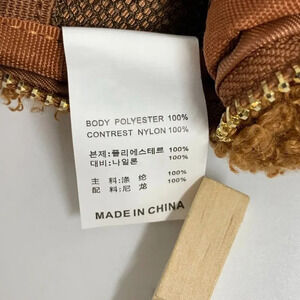 BODY POLYESTER 100%
CONTREST NYLON 100%
본제:폴리에스테르 100%
대비:나일론 100%
主 料:涤 纶 100%
配 料:尼 龙 100%
MADE IN CHINA